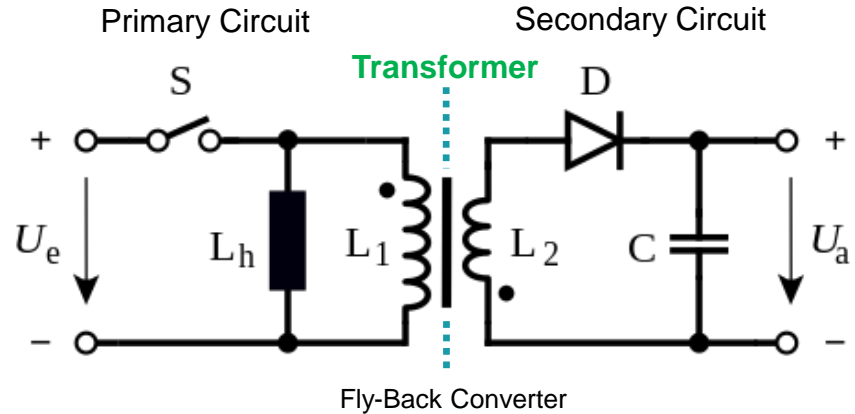 Primary Circuit Secondary Circuit
Transformer
S D
+ +
Ue Lh L1 L2 C Ua
− −
Fly-Back Converter